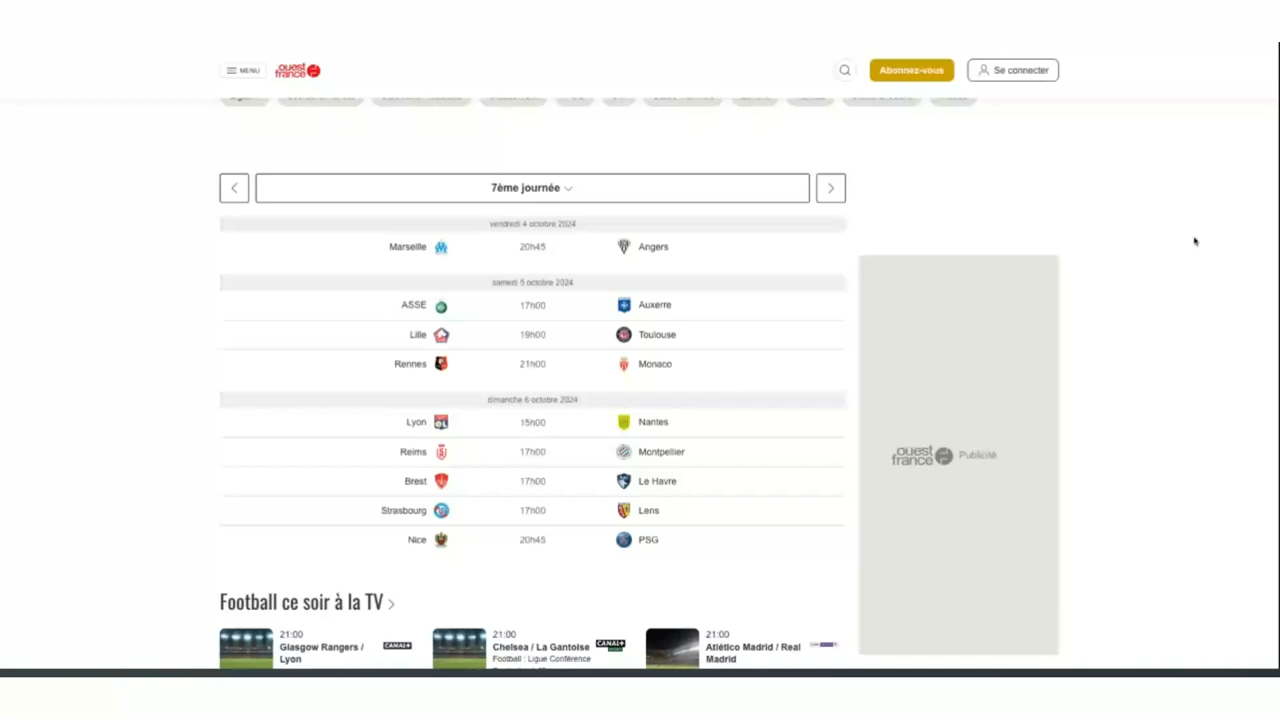 MENU
ouest france
Abonnez-vous
Se connecter
7ème journée
vendredi 4 octobre 2024
Marseille 20h45 Angers
samedi 5 octobre 2024
ASSE 17h00 Auxerre
Lille 19h00 Toulouse
Rennes 21h00 Monaco
dimanche 6 octobre 2024
Lyon 15h00 Nantes
Reims 17h00 Montpellier
Brest 17h00 Le Havre
Strasbourg 17h00 Lens
Nice 20h45 PSG
ouest france Publicité
Football ce soir à la TV
21:00
Glasgow Rangers / Lyon
CANAL+
21:00
Chelsea / La Gantoise
Football : Ligue Conférence
CANAL+
21:00
Atlético Madrid / Real Madrid